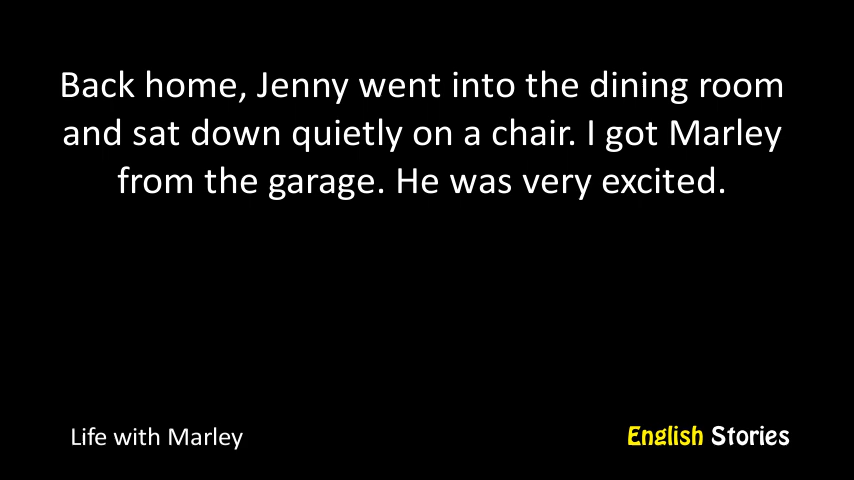 Back home, Jenny went into the dining room
and sat down quietly on a chair. I got Marley
from the garage. He was very excited.
Life with Marley
English Stories